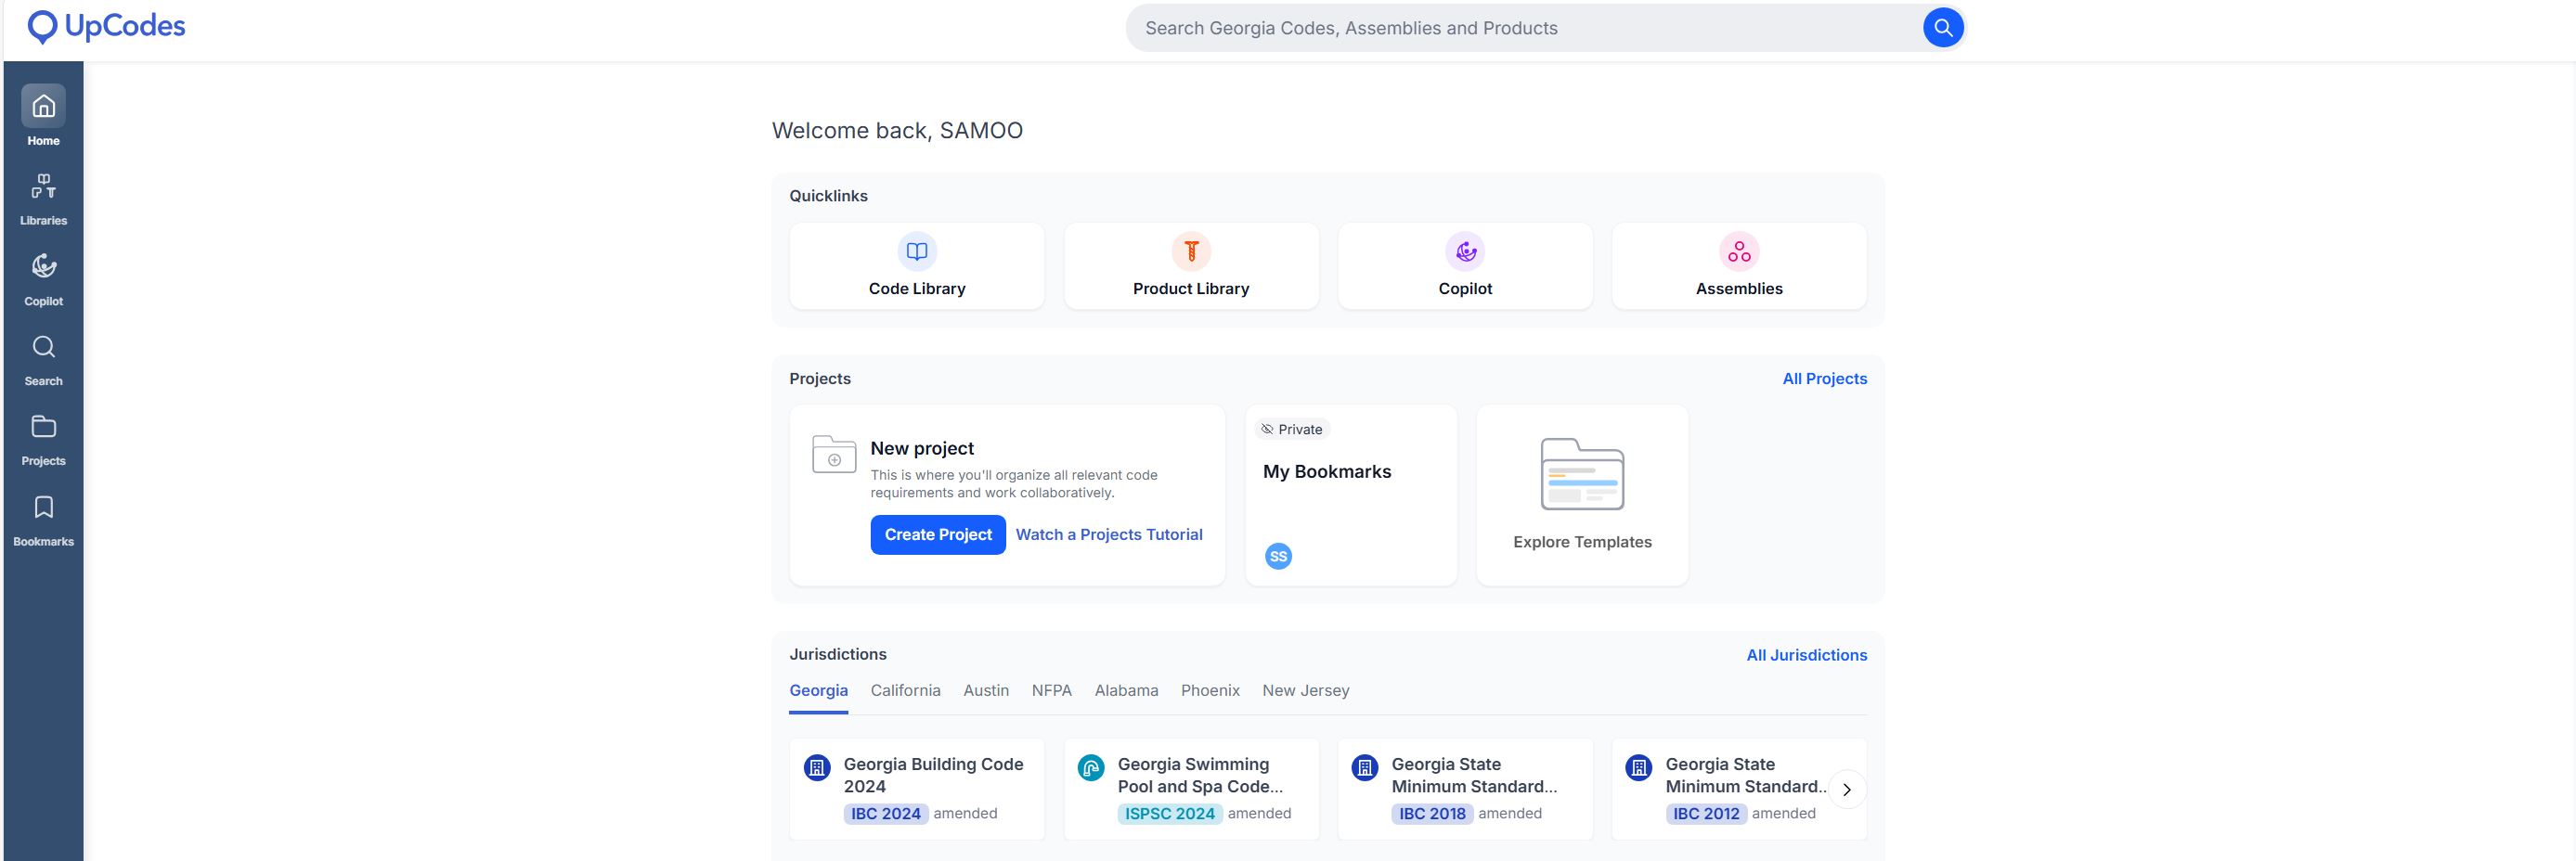 UpCodes
Search Georgia Codes, Assemblies and Products
Home
Libraries
Copilot
Search
Projects
Bookmarks
Welcome back, SAMOO
Quicklinks
Code Library
Product Library
Copilot
Assemblies
Projects
All Projects
New project
This is where you'll organize all relevant code
requirements and work collaboratively.
Create Project
Watch a Projects Tutorial
Private
My Bookmarks
SS
Explore Templates
Jurisdictions
All Jurisdictions
Georgia California Austin NFPA Alabama Phoenix New Jersey
Georgia Building Code
2024
IBC 2024 amended
Georgia Swimming
Pool and Spa Code...
ISPSC 2024 amended
Georgia State
Minimum Standard...
IBC 2018 amended
Georgia State
Minimum Standard..
IBC 2012 amended